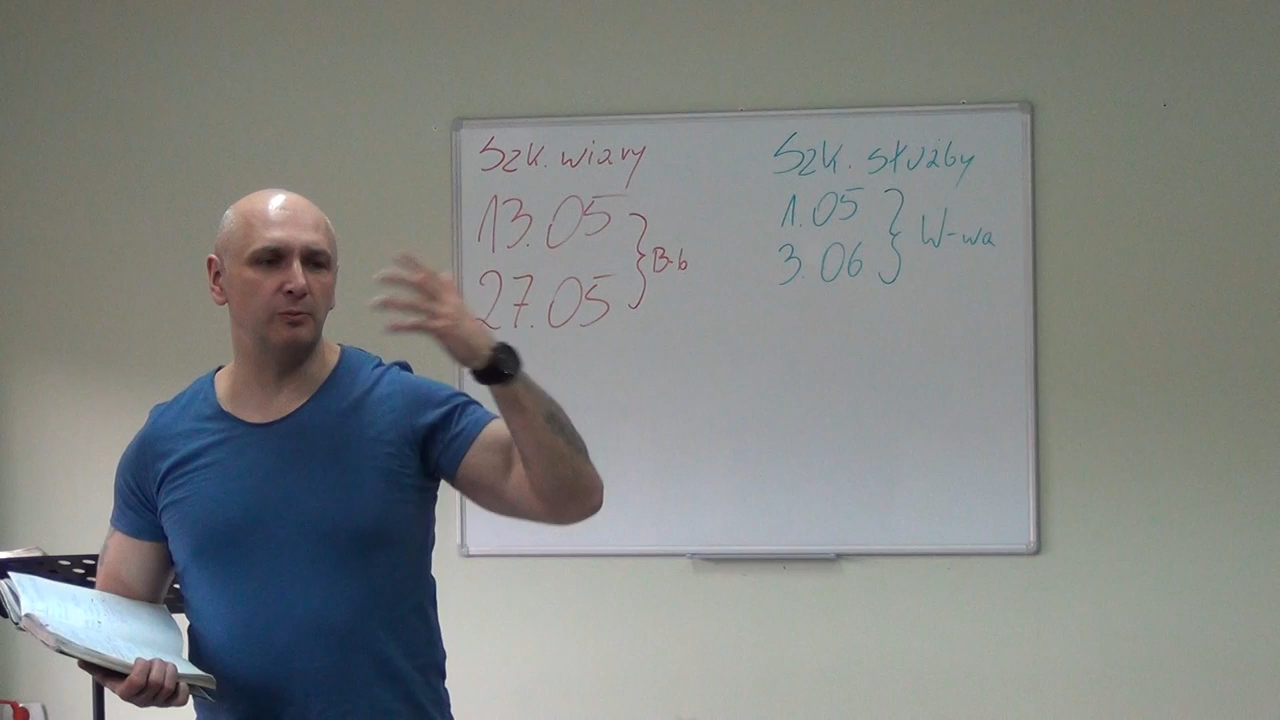 Szk. wiary
13.05
27.05
B-b
Szk. służby
1.05
3.06
W-wa